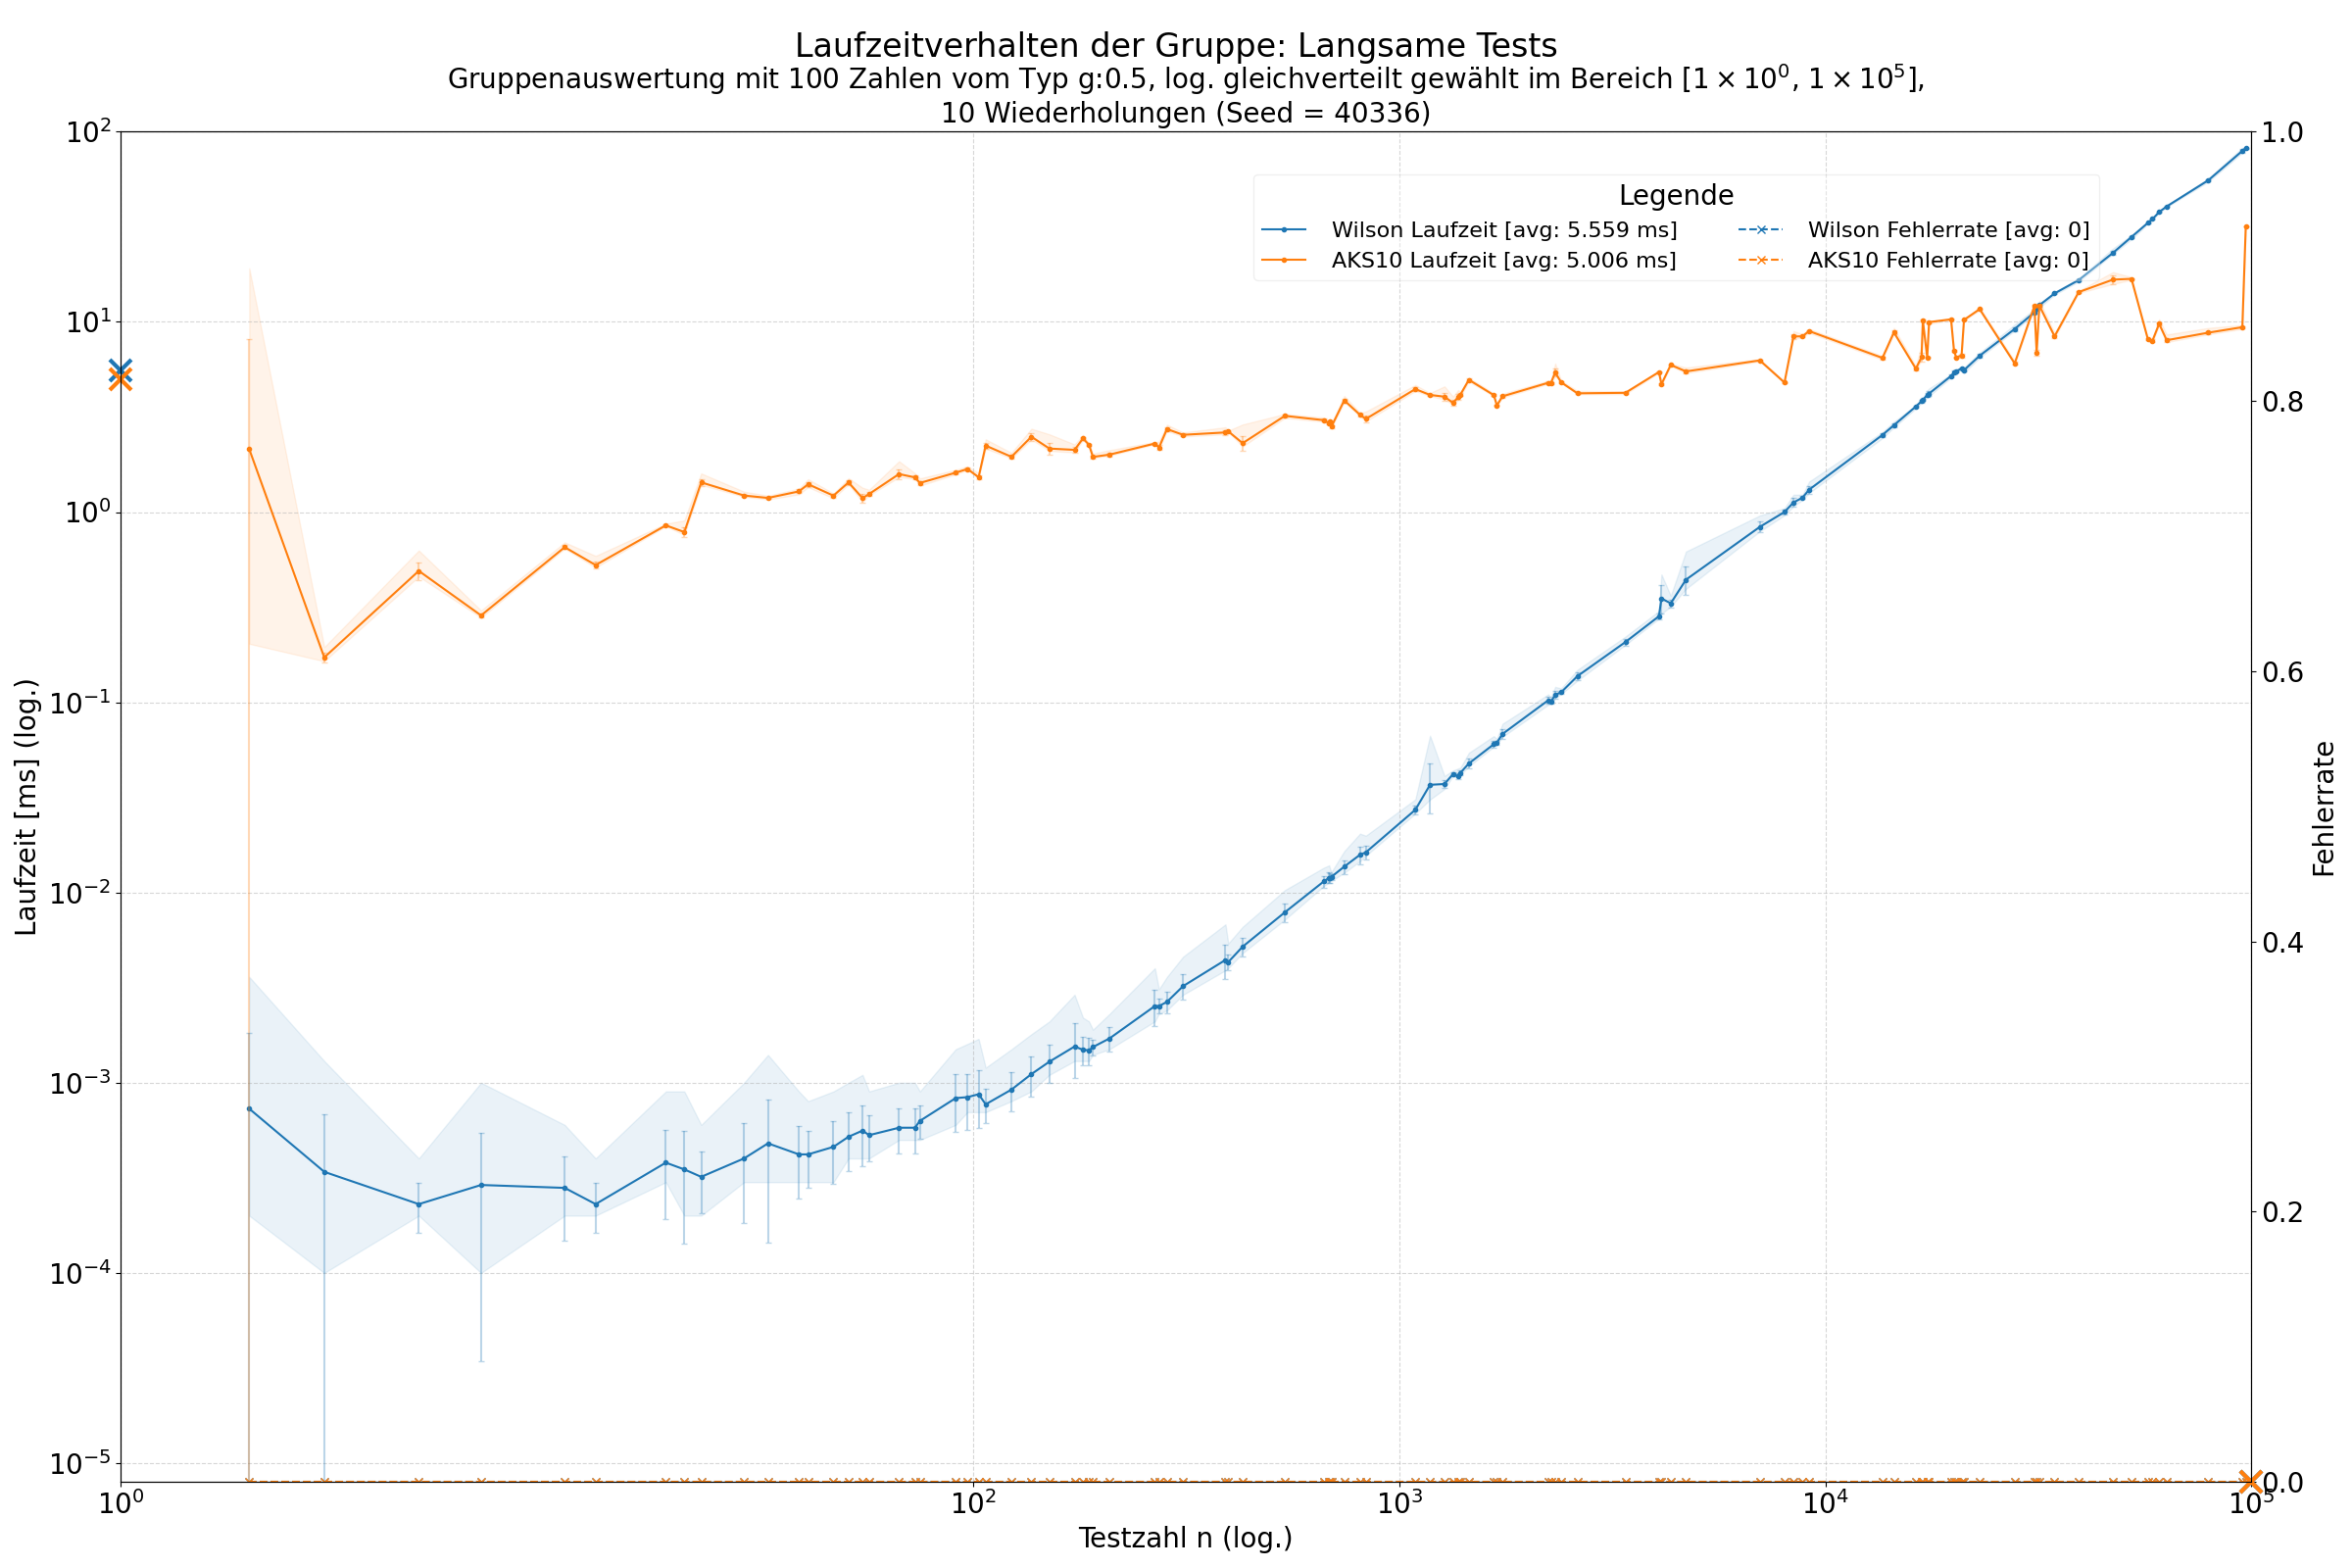 Laufzeitverhalten der Gruppe: Langsame Tests
Gruppenauswertung mit 100 Zahlen vom Typ g:0.5, log. gleichverteilt gewählt im Bereich [1 × 10⁰, 1 × 10⁵],
10 Wiederholungen (Seed = 40336)
Legende
Wilson Laufzeit [avg: 5.559 ms]
AKS10 Laufzeit [avg: 5.006 ms]
Wilson Fehlerrate [avg: 0]
AKS10 Fehlerrate [avg: 0]
Laufzeit [ms] (log.)
10²
10¹
10⁰
10⁻¹
10⁻²
10⁻³
10⁻⁴
10⁻⁵
Fehlerrate
1.0
0.8
0.6
0.4
0.2
0.0
10⁰
10²
10³
10⁴
10⁵
Testzahl n (log.)